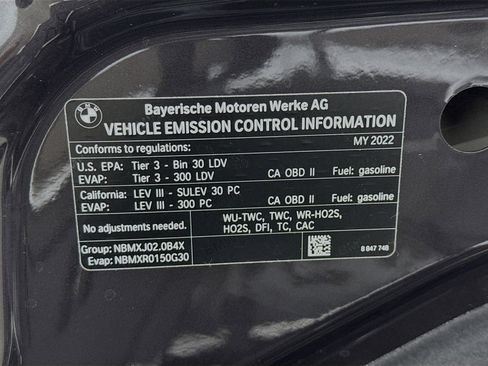 BMW
Bayerische Motoren Werke AG
VEHICLE EMISSION CONTROL INFORMATION
Conforms to regulations: MY 2022
U.S. EPA: Tier 3 - Bin 30 LDV
EVAP: Tier 3 - 300 LDV CA OBD II Fuel: gasoline
California: LEV III - SULEV 30 PC
EVAP: LEV III - 300 PC CA OBD II Fuel: gasoline
No adjustments needed.
WU-TWC, TWC, WR-HO2S,
HO2S, DFI, TC, CAC
Group: NBMXJ02.0B4X
Evap: NBMXR0150G30
8 847 748